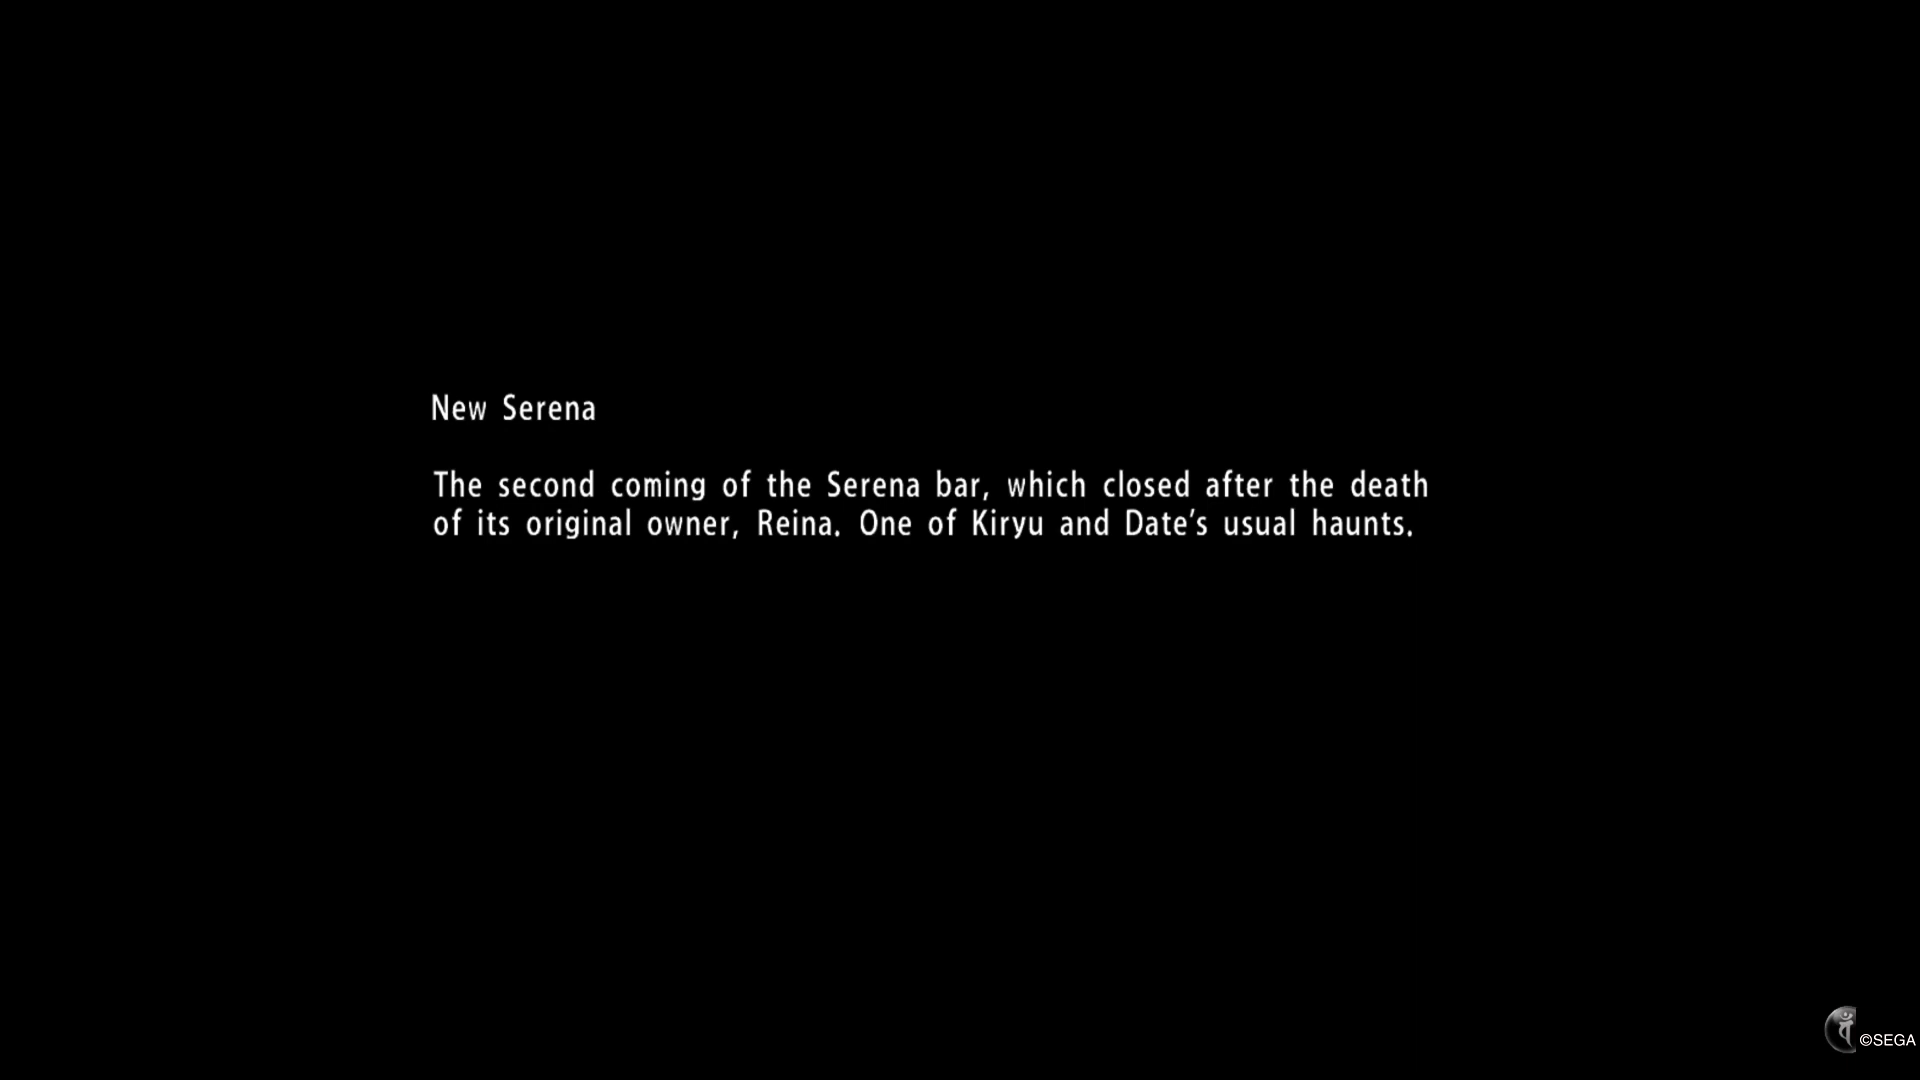 New Serena
The second coming of the Serena bar, which closed after the death
of its original owner, Reina. One of Kiryu and Date's usual haunts.
©SEGA